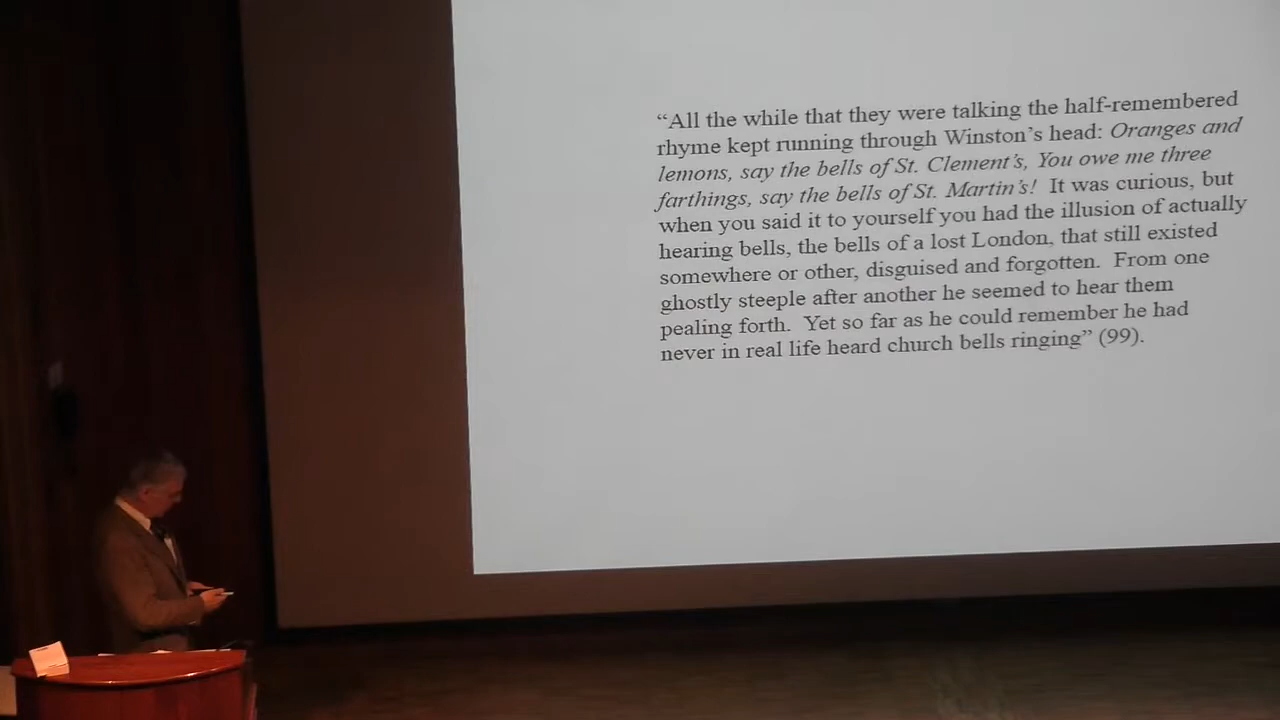 “All the while that they were talking the half-remembered
rhyme kept running through Winston’s head: Oranges and
lemons, say the bells of St. Clement’s, You owe me three
farthings, say the bells of St. Martin’s!  It was curious, but
when you said it to yourself you had the illusion of actually
hearing bells, the bells of a lost London, that still existed
somewhere or other, disguised and forgotten.  From one
ghostly steeple after another he seemed to hear them
pealing forth.  Yet so far as he could remember he had
never in real life heard church bells ringing” (99).